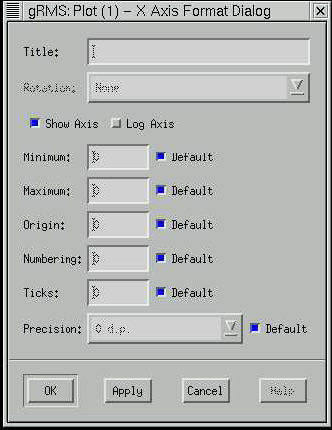 gRMS: Plot (1) – X Axis Format Dialog
Title:
Rotation: None
Show Axis Log Axis
Minimum: 0 Default
Maximum: 0 Default
Origin: 0 Default
Numbering: 0 Default
Ticks: 0 Default
Precision: 0 d.p. Default
OK Apply Cancel Help